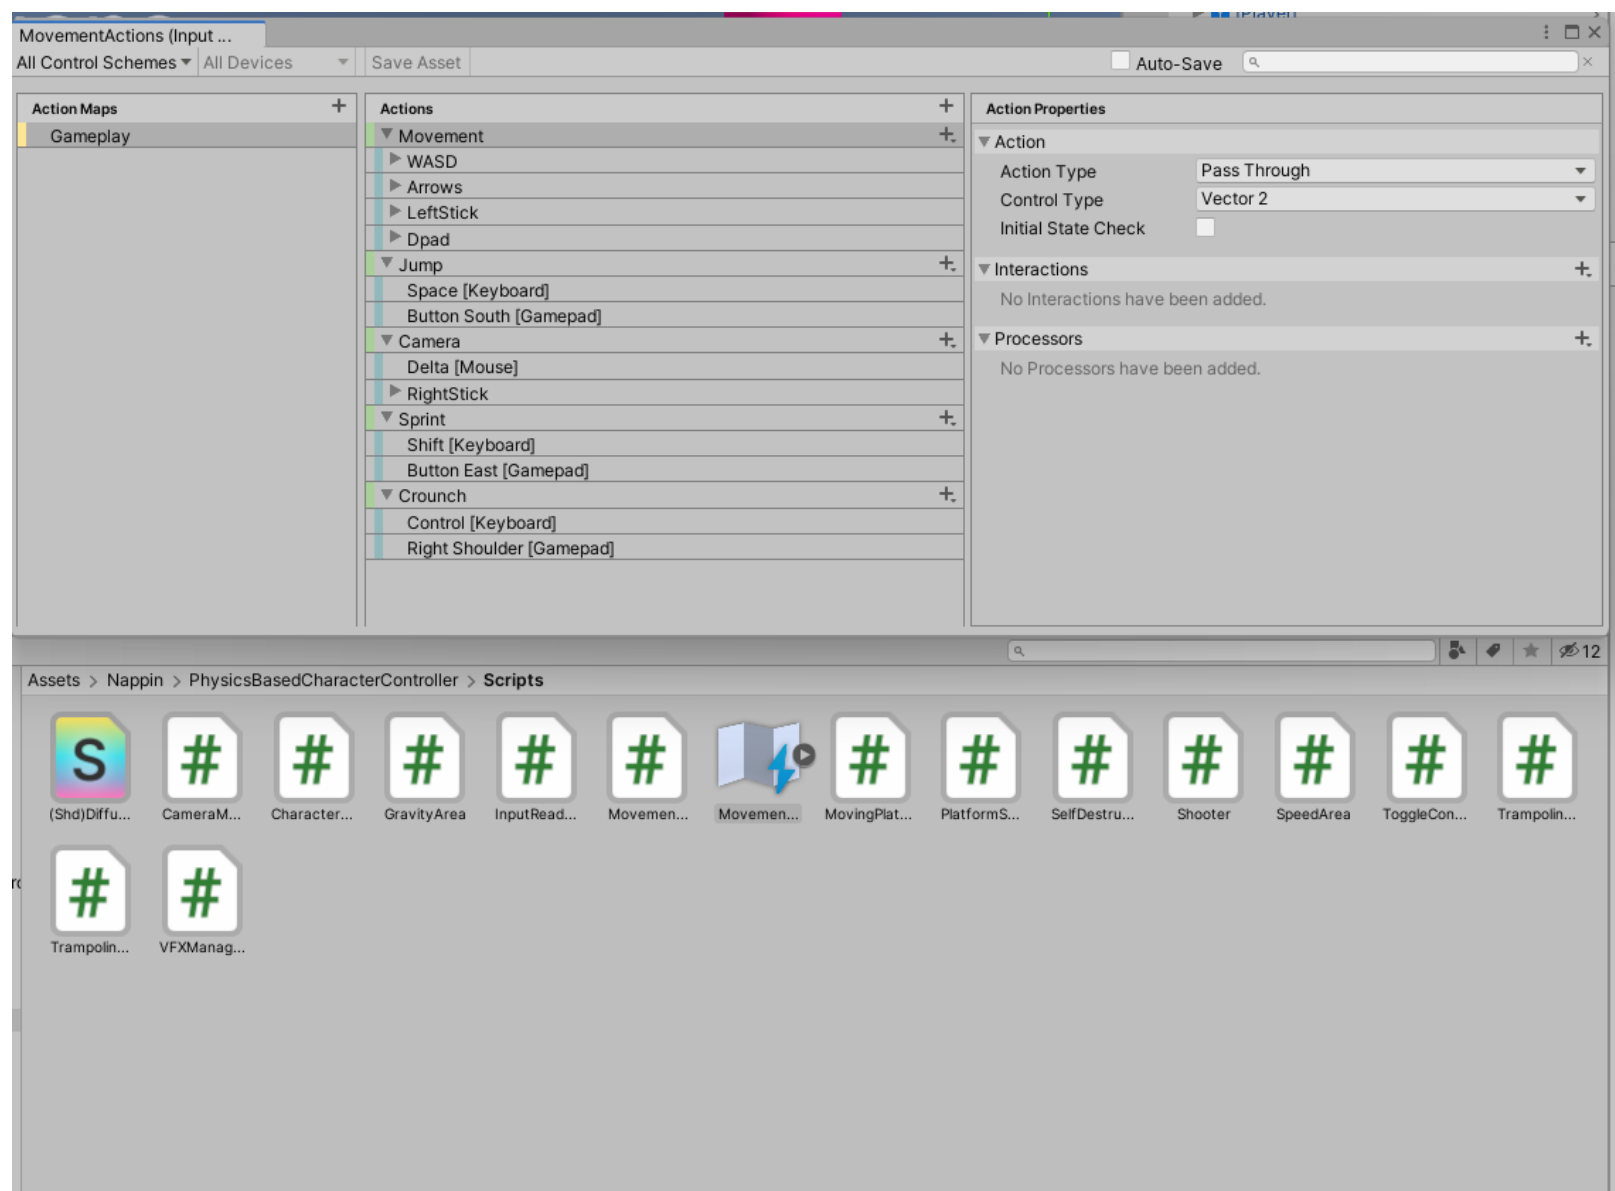 MovementActions (Input ...
All Control Schemes All Devices Save Asset Auto-Save
Action Maps
Gameplay
Actions
Movement
WASD
Arrows
LeftStick
Dpad
Jump
Space [Keyboard]
Button South [Gamepad]
Camera
Delta [Mouse]
RightStick
Sprint
Shift [Keyboard]
Button East [Gamepad]
Crounch
Control [Keyboard]
Right Shoulder [Gamepad]
Action Properties
Action
Action Type Pass Through
Control Type Vector 2
Initial State Check
Interactions
No Interactions have been added.
Processors
No Processors have been added.
12
Assets > Nappin > PhysicsBasedCharacterController > Scripts
S # # # # # # # # # # # #
(Shd)Diffu... CameraM... Character... GravityArea InputRead... Movemen... Movemen... MovingPlat... PlatformS... SelfDestru... Shooter SpeedArea ToggleCon... Trampolin...
# #
Trampolin... VFXManag...